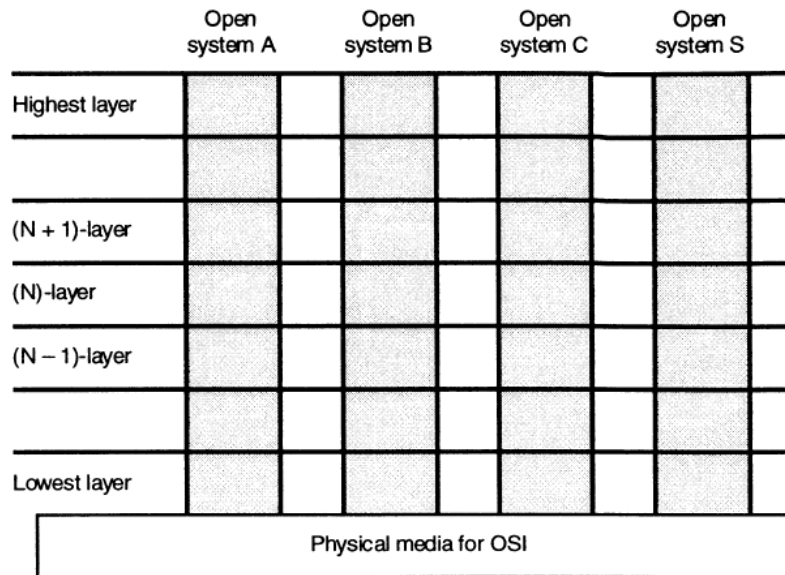 Open
system A
Open
system B
Open
system C
Open
system S
Highest layer
(N + 1)-layer
(N)-layer
(N – 1)-layer
Lowest layer
Physical media for OSI